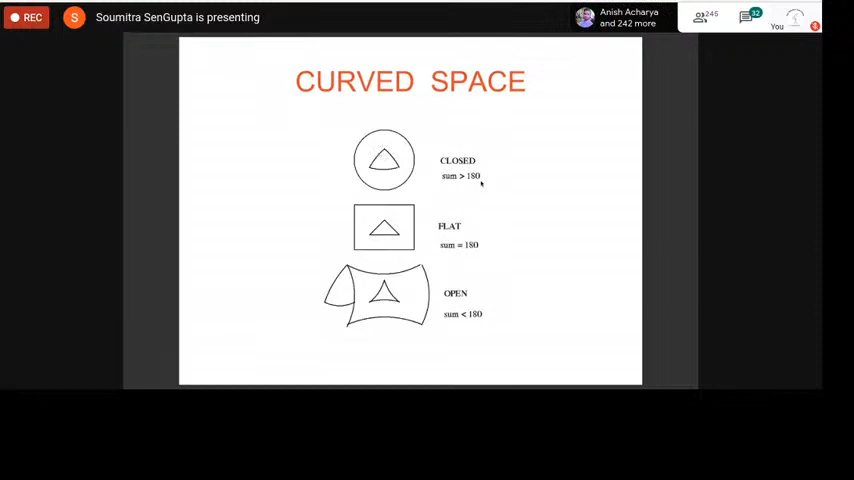 REC
S
Soumitra SenGupta is presenting
Anish Acharya
and 242 more
245
32
You
CURVED SPACE
CLOSED
sum > 180
FLAT
sum = 180
OPEN
sum < 180